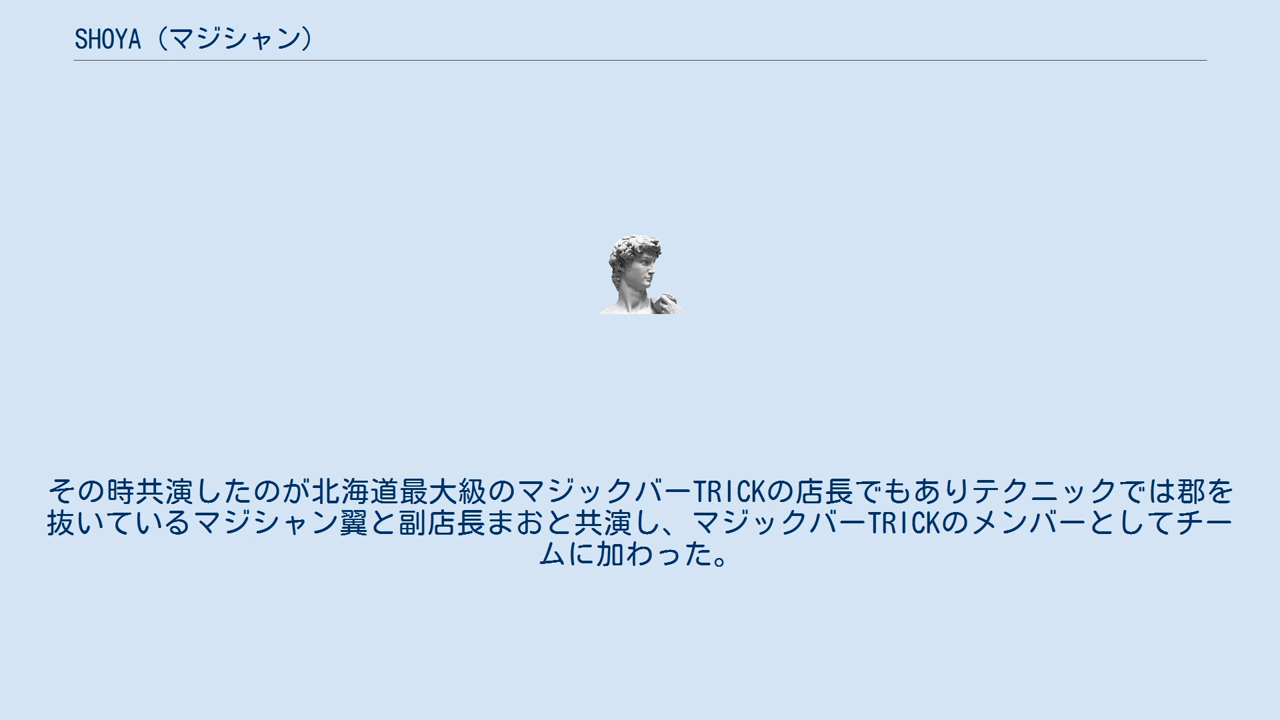 SHOYA（マジシャン）
その時共演したのが北海道最大級のマジックバーTRICKの店長でもありテクニックでは郡を
抜いているマジシャン翼と副店長まおと共演し、マジックバーTRICKのメンバーとしてチー
ムに加わった。